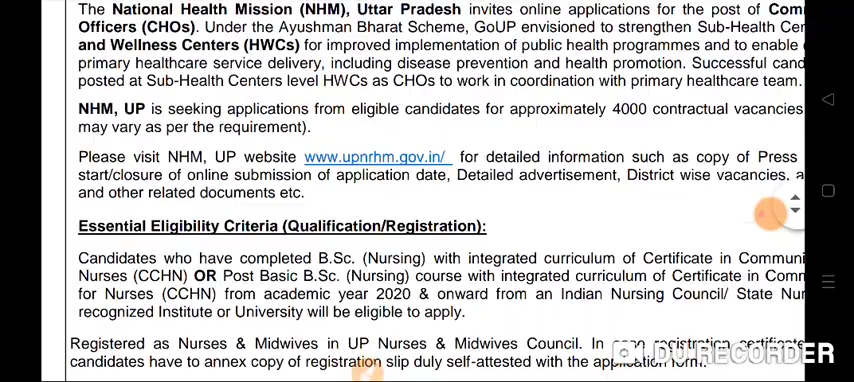 The National Health Mission (NHM), Uttar Pradesh invites online applications for the post of Com
Officers (CHOs). Under the Ayushman Bharat Scheme, GoUP envisioned to strengthen Sub-Health Cen
and Wellness Centers (HWCs) for improved implementation of public health programmes and to enable
primary healthcare service delivery, including disease prevention and health promotion. Successful cand
posted at Sub-Health Centers level HWCs as CHOs to work in coordination with primary healthcare team.
NHM, UP is seeking applications from eligible candidates for approximately 4000 contractual vacancies
may vary as per the requirement).
Please visit NHM, UP website www.upnrhm.gov.in/ for detailed information such as copy of Press
start/closure of online submission of application date, Detailed advertisement, District wise vacancies, a
and other related documents etc.
Essential Eligibility Criteria (Qualification/Registration):
Candidates who have completed B.Sc. (Nursing) with integrated curriculum of Certificate in Communi
Nurses (CCHN) OR Post Basic B.Sc. (Nursing) course with integrated curriculum of Certificate in Comm
for Nurses (CCHN) from academic year 2020 & onward from an Indian Nursing Council/ State Nur
recognized Institute or University will be eligible to apply.
Registered as Nurses & Midwives in UP Nurses & Midwives Council. In case registration certificate
candidates have to annex copy of registration slip duly self-attested with the application form.
DU RECORDER